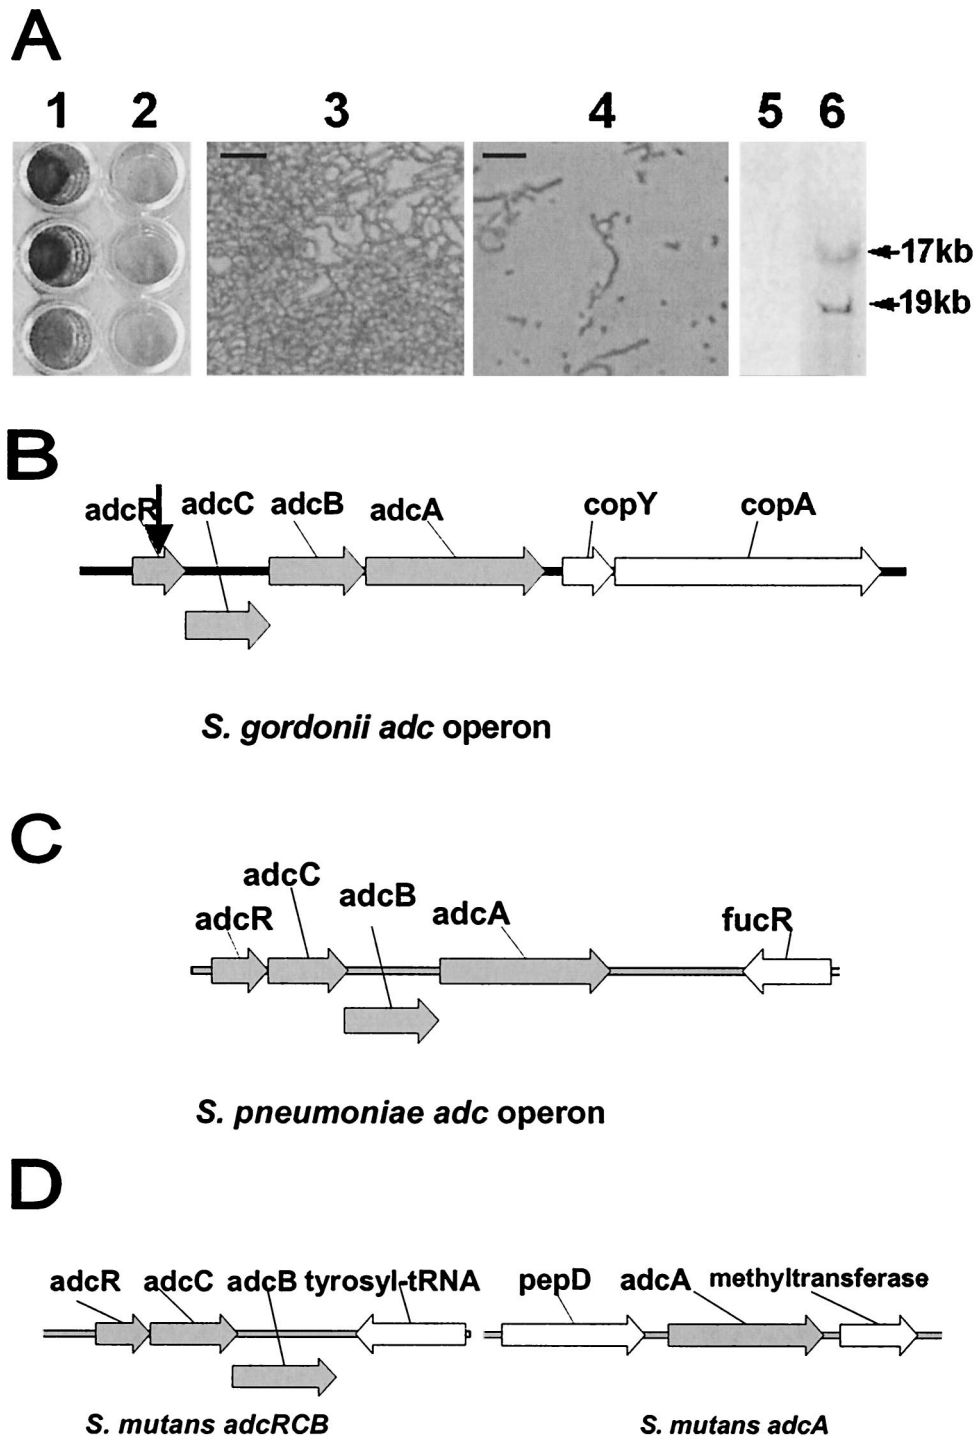 A
1 2 3 4 5 6
17kb
19kb
B
adcR adcC adcB adcA copY copA
S. gordonii adc operon
C
adcC
adcB
adcR adcA fucR
S. pneumoniae adc operon
D
adcR adcC adcB tyrosyl-tRNA pepD adcA methyltransferase
S. mutans adcRCB S. mutans adcA